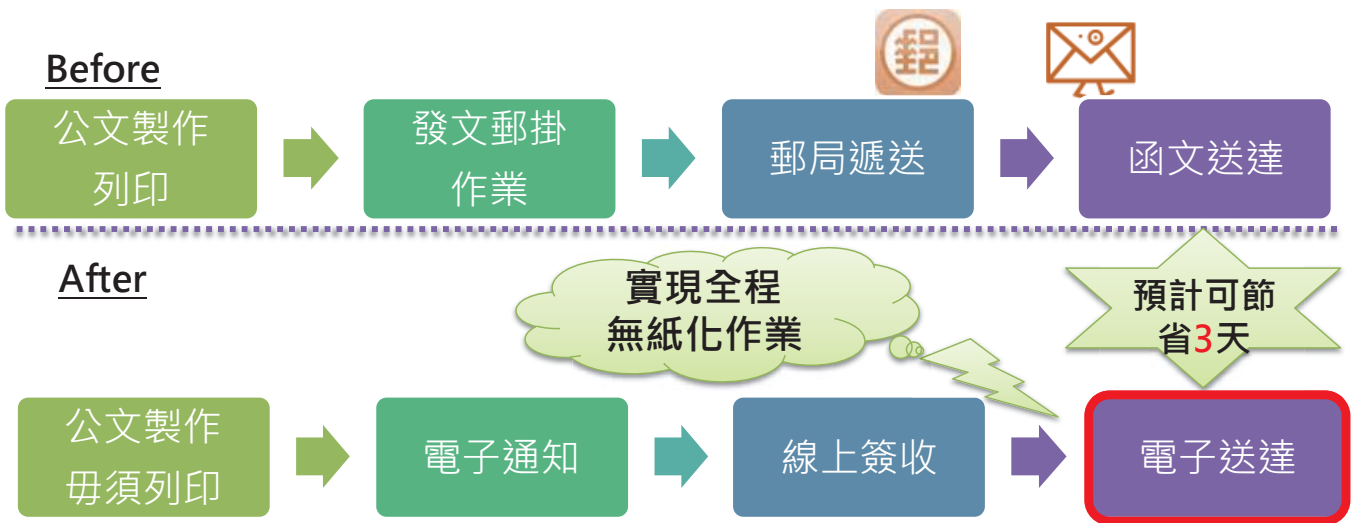 郵
Before
公文製作
列印
發文郵掛
作業
郵局遞送
函文送達
After
實現全程
無紙化作業
預計可節
省3天
公文製作
毋須列印
電子通知
線上簽收
電子送達